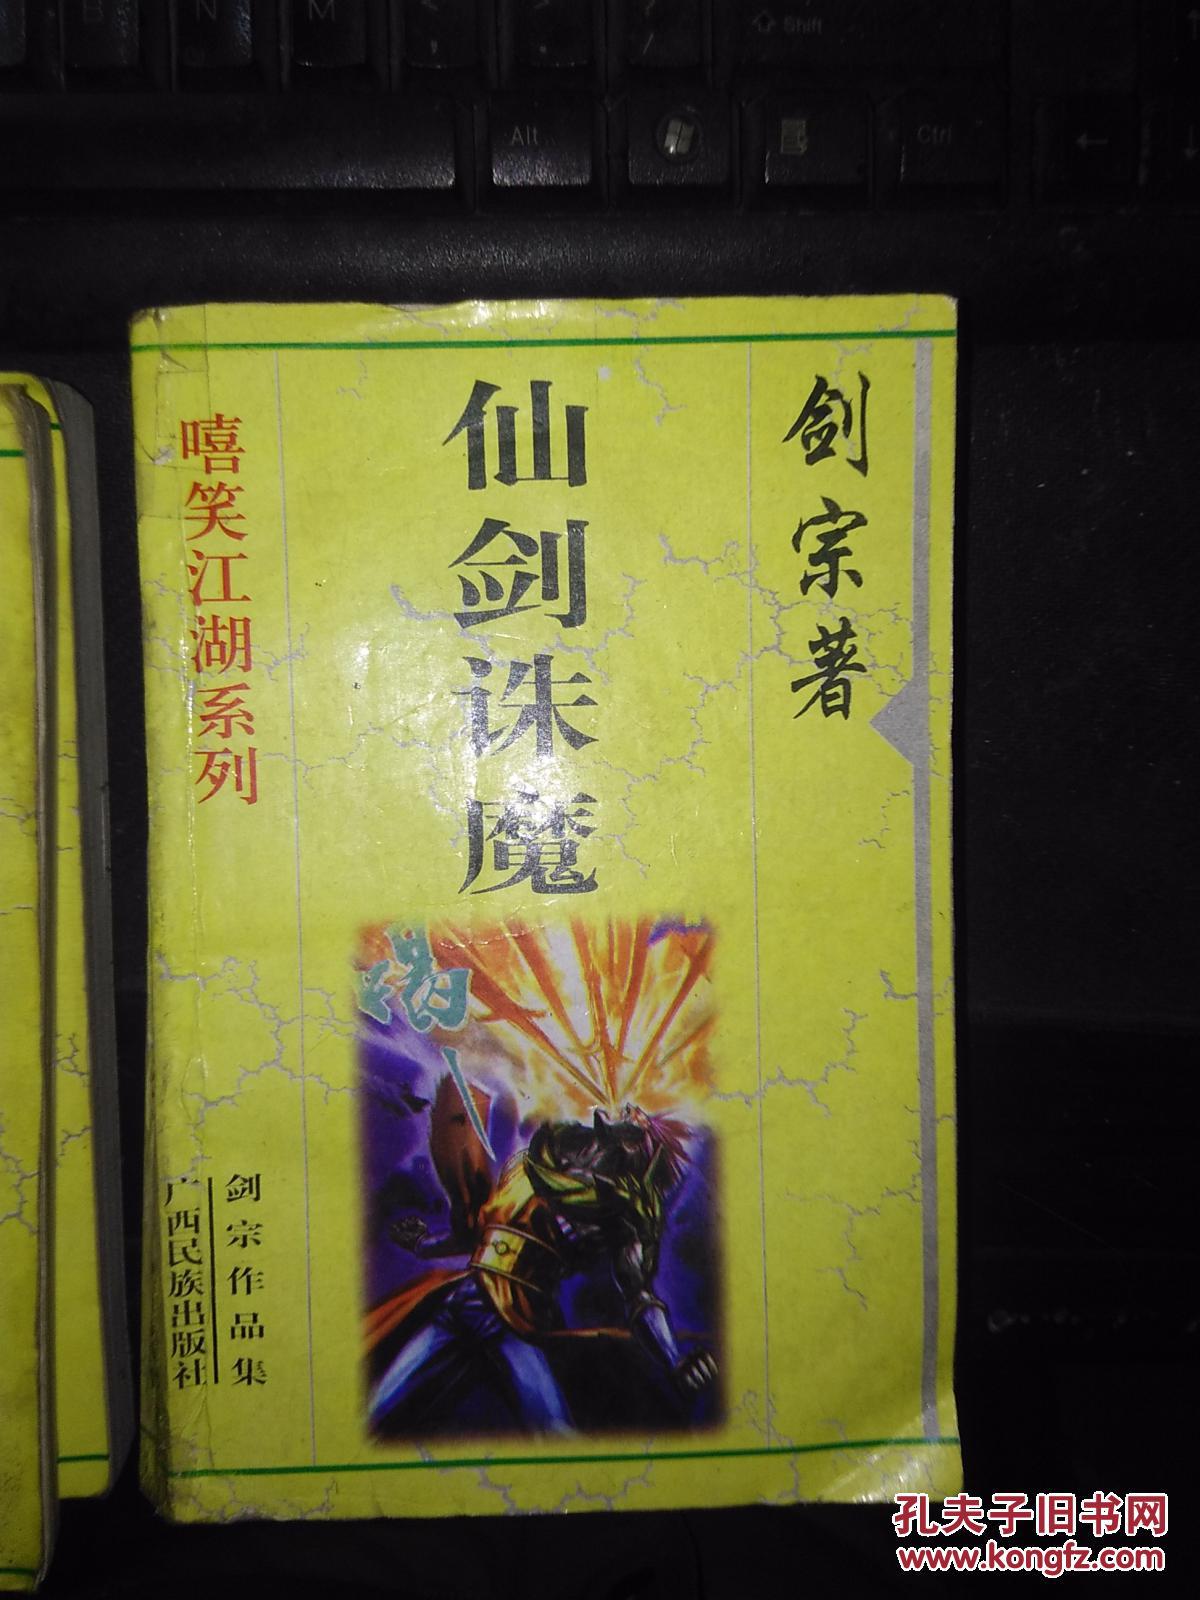 B N M < > ? /
Shift
Alt
Ctrl
剑宗著
仙剑诛魔
嘻笑江湖系列
喝
剑宗作品集
广西民族出版社
孔夫子旧书网
www.kongfz.com